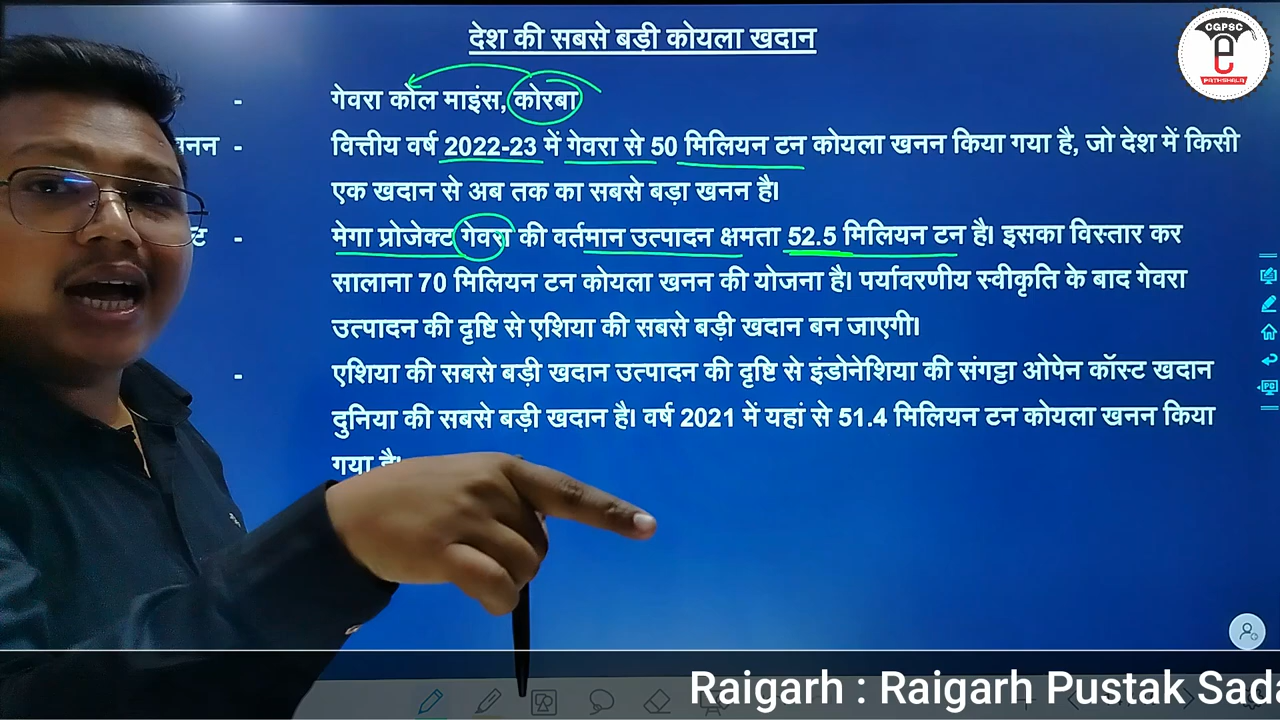 देश की सबसे बड़ी कोयला खदान
CGPSC
e
PATHSHALA
- गेवरा कोल माइंस, कोरबा
- वित्तीय वर्ष 2022-23 में गेवरा से 50 मिलियन टन कोयला खनन किया गया है, जो देश में किसी
एक खदान से अब तक का सबसे बड़ा खनन है।
- मेगा प्रोजेक्ट गेवरा की वर्तमान उत्पादन क्षमता 52.5 मिलियन टन है। इसका विस्तार कर
सालाना 70 मिलियन टन कोयला खनन की योजना है। पर्यावरणीय स्वीकृति के बाद गेवरा
उत्पादन की दृष्टि से एशिया की सबसे बड़ी खदान बन जाएगी।
- एशिया की सबसे बड़ी खदान उत्पादन की दृष्टि से इंडोनेशिया की संगट्टा ओपेन कॉस्ट खदान
दुनिया की सबसे बड़ी खदान है। वर्ष 2021 में यहां से 51.4 मिलियन टन कोयला खनन किया
गया है।
Raigarh : Raigarh Pustak Sada